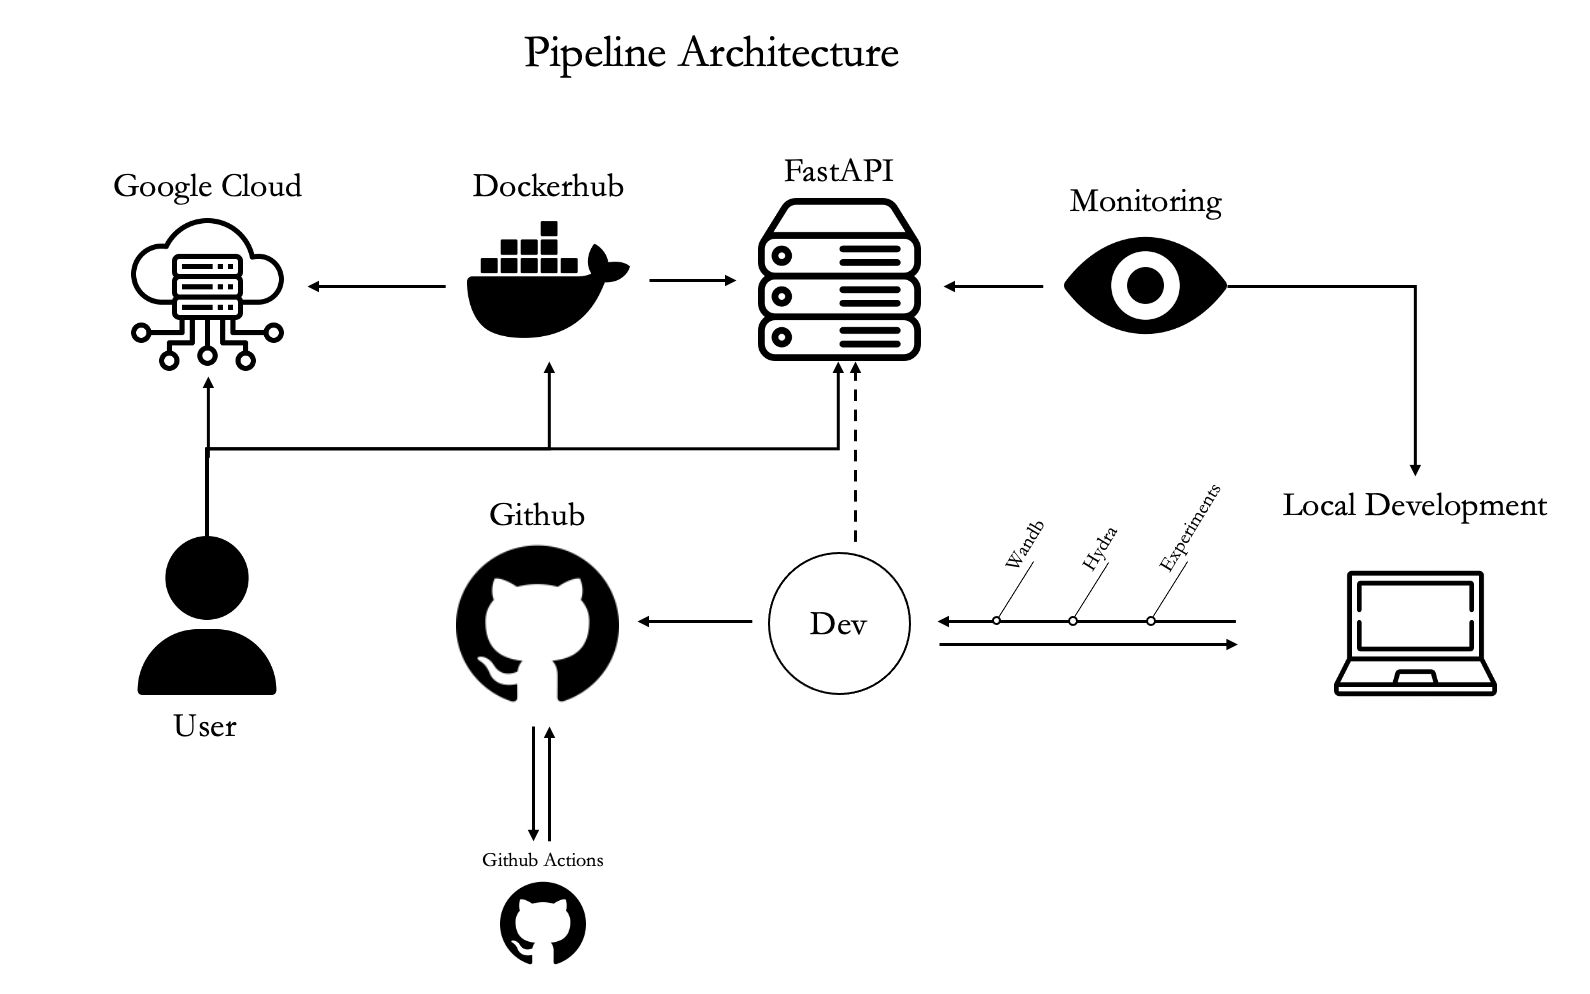 Pipeline Architecture
Google Cloud
Dockerhub
FastAPI
Monitoring
Github
Wandb
Hydra
Experiments
Local Development
Dev
User
Github Actions